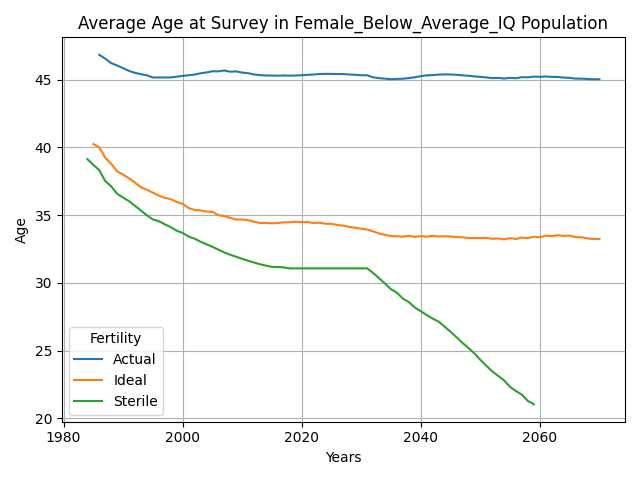 Average Age at Survey in Female_Below_Average_IQ Population
Age
45
40
35
30
25
20
Fertility
Actual
Ideal
Sterile
1980
2000
2020
2040
2060
Years